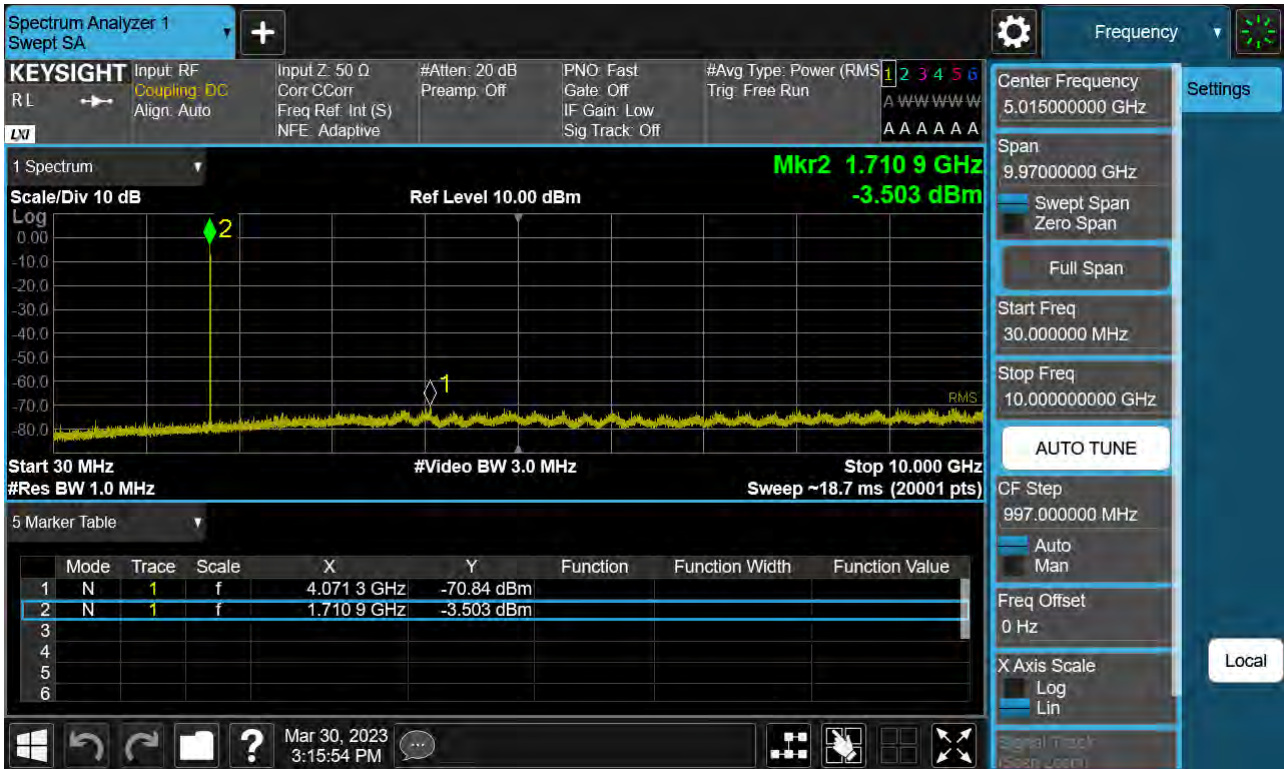 Spectrum Analyzer 1
Swept SA
+
Frequency
KEYSIGHT
RL
LXI
Input: RF
Coupling: DC
Align: Auto
Input Z: 50 Ω
Corr CCorr
Freq Ref: Int (S)
NFE: Adaptive
#Atten: 20 dB
Preamp: Off
PNO: Fast
Gate: Off
IF Gain: Low
Sig Track: Off
#Avg Type: Power (RMS
Trig: Free Run
1 2 3 4 5 6
A W W W W W
A A A A A A
1 Spectrum
Mkr2 1.710 9 GHz
-3.503 dBm
Scale/Div 10 dB
Ref Level 10.00 dBm
Log
0.00
-10.0
-20.0
-30.0
-40.0
-50.0
-60.0
-70.0
-80.0
2
1
RMS
Start 30 MHz
#Video BW 3.0 MHz
Stop 10.000 GHz
#Res BW 1.0 MHz
Sweep ~18.7 ms (20001 pts)
5 Marker Table
Mode Trace Scale X Y Function Function Width Function Value
1 N 1 f 4.071 3 GHz -70.84 dBm
2 N 1 f 1.710 9 GHz -3.503 dBm
3
4
5
6
Mar 30, 2023
3:15:54 PM
?
Center Frequency
5.015000000 GHz
Span
9.97000000 GHz
Swept Span
Zero Span
Full Span
Start Freq
30.000000 MHz
Stop Freq
10.000000000 GHz
AUTO TUNE
CF Step
997.000000 MHz
Auto
Man
Freq Offset
0 Hz
X Axis Scale
Log
Lin
Signal Track
(Span Zoom)
Settings
Local